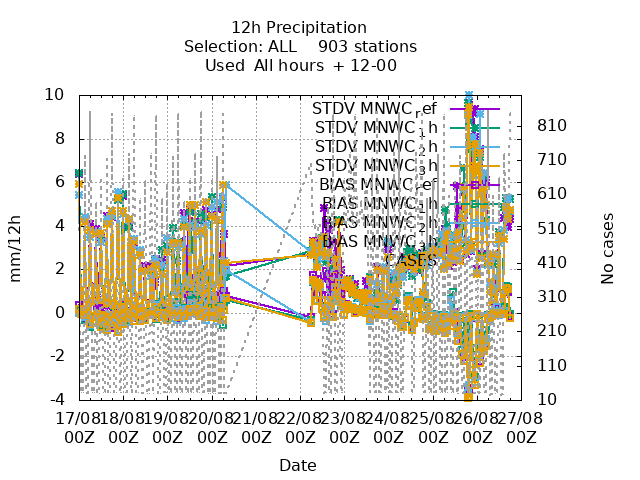 12h Precipitation
Selection: ALL 903 stations
Used All hours + 12-00
10
8
6
4
2
0
-2
-4
mm/12h
810
710
610
510
410
310
210
110
10
No cases
STDV MNWC_ref
STDV MNWC_1h
STDV MNWC_2h
STDV MNWC_3h
BIAS MNWC_ref
BIAS MNWC_1h
BIAS MNWC_2h
BIAS MNWC_3h
CASES
17/08 18/08 19/08 20/08 21/08 22/08 23/08 24/08 25/08 26/08 27/08
00Z 00Z 00Z 00Z 00Z 00Z 00Z 00Z 00Z 00Z 00Z
Date